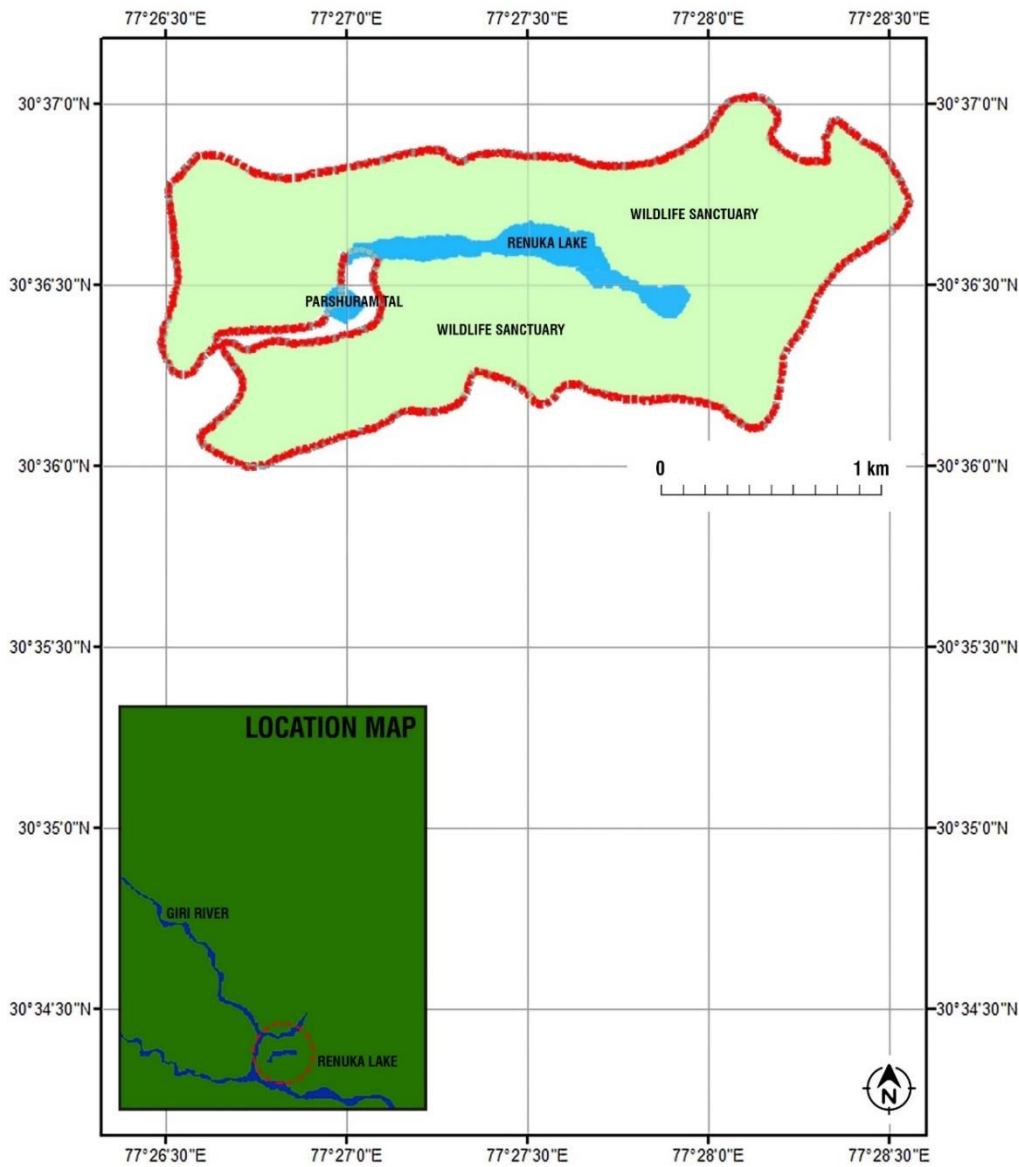 77°26'30"E 77°27'0"E 77°27'30"E 77°28'0"E 77°28'30"E
30°37'0"N 30°37'0"N
WILDLIFE SANCTUARY
RENUKA LAKE
30°36'30"N 30°36'30"N
PARSHURAM TAL
WILDLIFE SANCTUARY
30°36'0"N 0 1 km 30°36'0"N
30°35'30"N 30°35'30"N
LOCATION MAP
30°35'0"N 30°35'0"N
GIRI RIVER
30°34'30"N 30°34'30"N
RENUKA LAKE
N
77°26'30"E 77°27'0"E 77°27'30"E 77°28'0"E 77°28'30"E